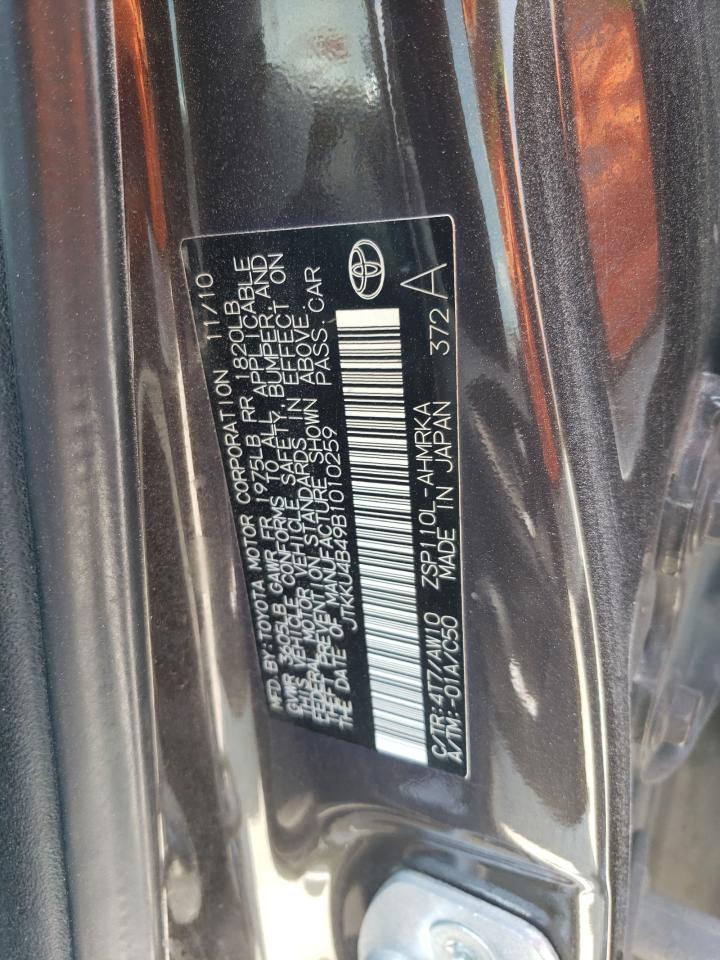 MFD.BY:TOYOTA MOTOR CORPORATION 11/10
GVWR 3605LB GAWR FR 1975LB RR 1820LB
THIS VEHICLE CONFORMS TO ALL APPLICABLE
FEDERAL MOTOR VEHICLE SAFETY,BUMPER,AND
THEFT PREVENTION STANDARDS IN EFFECT ON
THE DATE OF MANUFACTURE SHOWN ABOVE.
JTKKU4B49B1010259 PASS.CAR
C/TR:4T7/AW10 ZSP110L-AHMRKA
A/TM:-01A/C50 MADE IN JAPAN 372 A